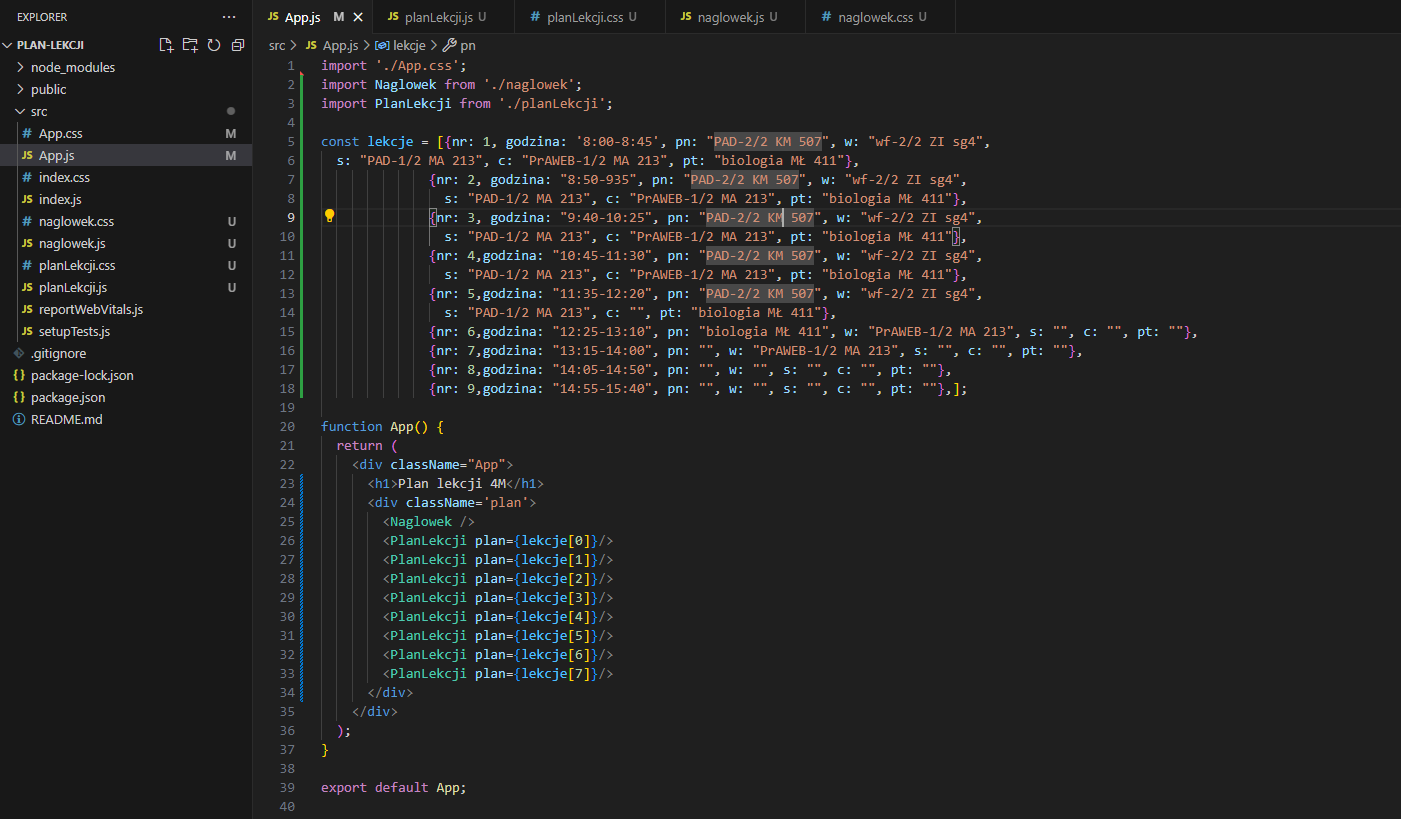 EXPLORER
PLAN-LEKCJI
node_modules
public
src
# App.css M
JS App.js M
# index.css
JS index.js
# naglowek.css U
JS naglowek.js U
# planLekcji.css U
JS planLekcji.js U
JS reportWebVitals.js
JS setupTests.js
.gitignore
{} package-lock.json
{} package.json
README.md
JS App.js M
JS planLekcji.js U
# planLekcji.css U
JS naglowek.js U
# naglowek.css U
src > JS App.js > lekcje > pn
1 import './App.css';
2 import Naglowek from './naglowek';
3 import PlanLekcji from './planLekcji';
4
5 const lekcje = [{nr: 1, godzina: '8:00-8:45', pn: "PAD-2/2 KM 507", w: "wf-2/2 ZI sg4",
6 s: "PAD-1/2 MA 213", c: "PrAWEB-1/2 MA 213", pt: "biologia MŁ 411"},
7 {nr: 2, godzina: "8:50-935", pn: "PAD-2/2 KM 507", w: "wf-2/2 ZI sg4",
8 s: "PAD-1/2 MA 213", c: "PrAWEB-1/2 MA 213", pt: "biologia MŁ 411"},
9 {nr: 3, godzina: "9:40-10:25", pn: "PAD-2/2 KM 507", w: "wf-2/2 ZI sg4",
10 s: "PAD-1/2 MA 213", c: "PrAWEB-1/2 MA 213", pt: "biologia MŁ 411"},
11 {nr: 4,godzina: "10:45-11:30", pn: "PAD-2/2 KM 507", w: "wf-2/2 ZI sg4",
12 s: "PAD-1/2 MA 213", c: "PrAWEB-1/2 MA 213", pt: "biologia MŁ 411"},
13 {nr: 5,godzina: "11:35-12:20", pn: "PAD-2/2 KM 507", w: "wf-2/2 ZI sg4",
14 s: "PAD-1/2 MA 213", c: "", pt: "biologia MŁ 411"},
15 {nr: 6,godzina: "12:25-13:10", pn: "biologia MŁ 411", w: "PrAWEB-1/2 MA 213", s: "", c: "", pt: ""},
16 {nr: 7,godzina: "13:15-14:00", pn: "", w: "PrAWEB-1/2 MA 213", s: "", c: "", pt: ""},
17 {nr: 8,godzina: "14:05-14:50", pn: "", w: "", s: "", c: "", pt: ""},
18 {nr: 9,godzina: "14:55-15:40", pn: "", w: "", s: "", c: "", pt: ""},];
19
20 function App() {
21 return (
22 <div className="App">
23 <h1>Plan lekcji 4M</h1>
24 <div className='plan'>
25 <Naglowek />
26 <PlanLekcji plan={lekcje[0]}/>
27 <PlanLekcji plan={lekcje[1]}/>
28 <PlanLekcji plan={lekcje[2]}/>
29 <PlanLekcji plan={lekcje[3]}/>
30 <PlanLekcji plan={lekcje[4]}/>
31 <PlanLekcji plan={lekcje[5]}/>
32 <PlanLekcji plan={lekcje[6]}/>
33 <PlanLekcji plan={lekcje[7]}/>
34 </div>
35 </div>
36 );
37 }
38
39 export default App;
40